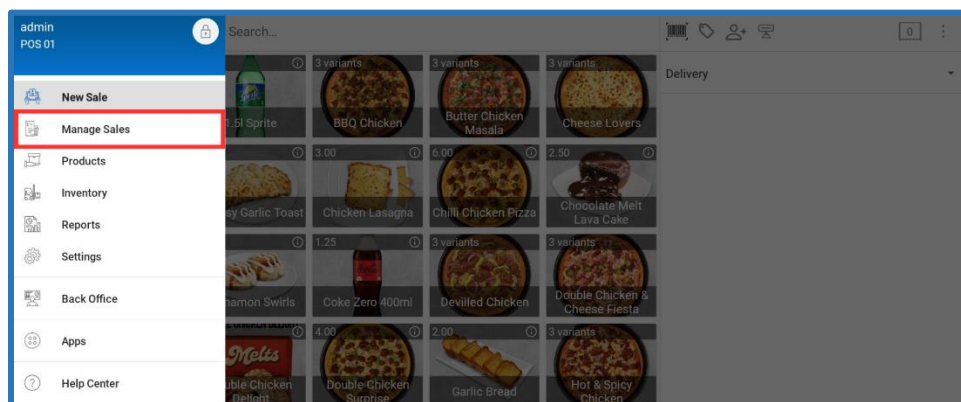 admin
POS 01
Search...
0
New Sale
Manage Sales
Products
Inventory
Reports
Settings
Back Office
Apps
Help Center
1.5l Sprite
3 variants
BBQ Chicken
3 variants
Butter Chicken
Masala
3 variants
Cheese Lovers
sy Garlic Toast
3.00
Chicken Lasagna
6.00
Chilli Chicken Pizza
2.50
Chocolate Melt
Lava Cake
namon Swirls
1.25
Coke Zero 400ml
3 variants
Devilled Chicken
3 variants
Double Chicken &
Cheese Fiesta
Melts
uble Chicken
Delight
4.00
Double Chicken
Surprise
2.00
Garlic Bread
3 variants
Hot & Spicy
Chicken
Delivery